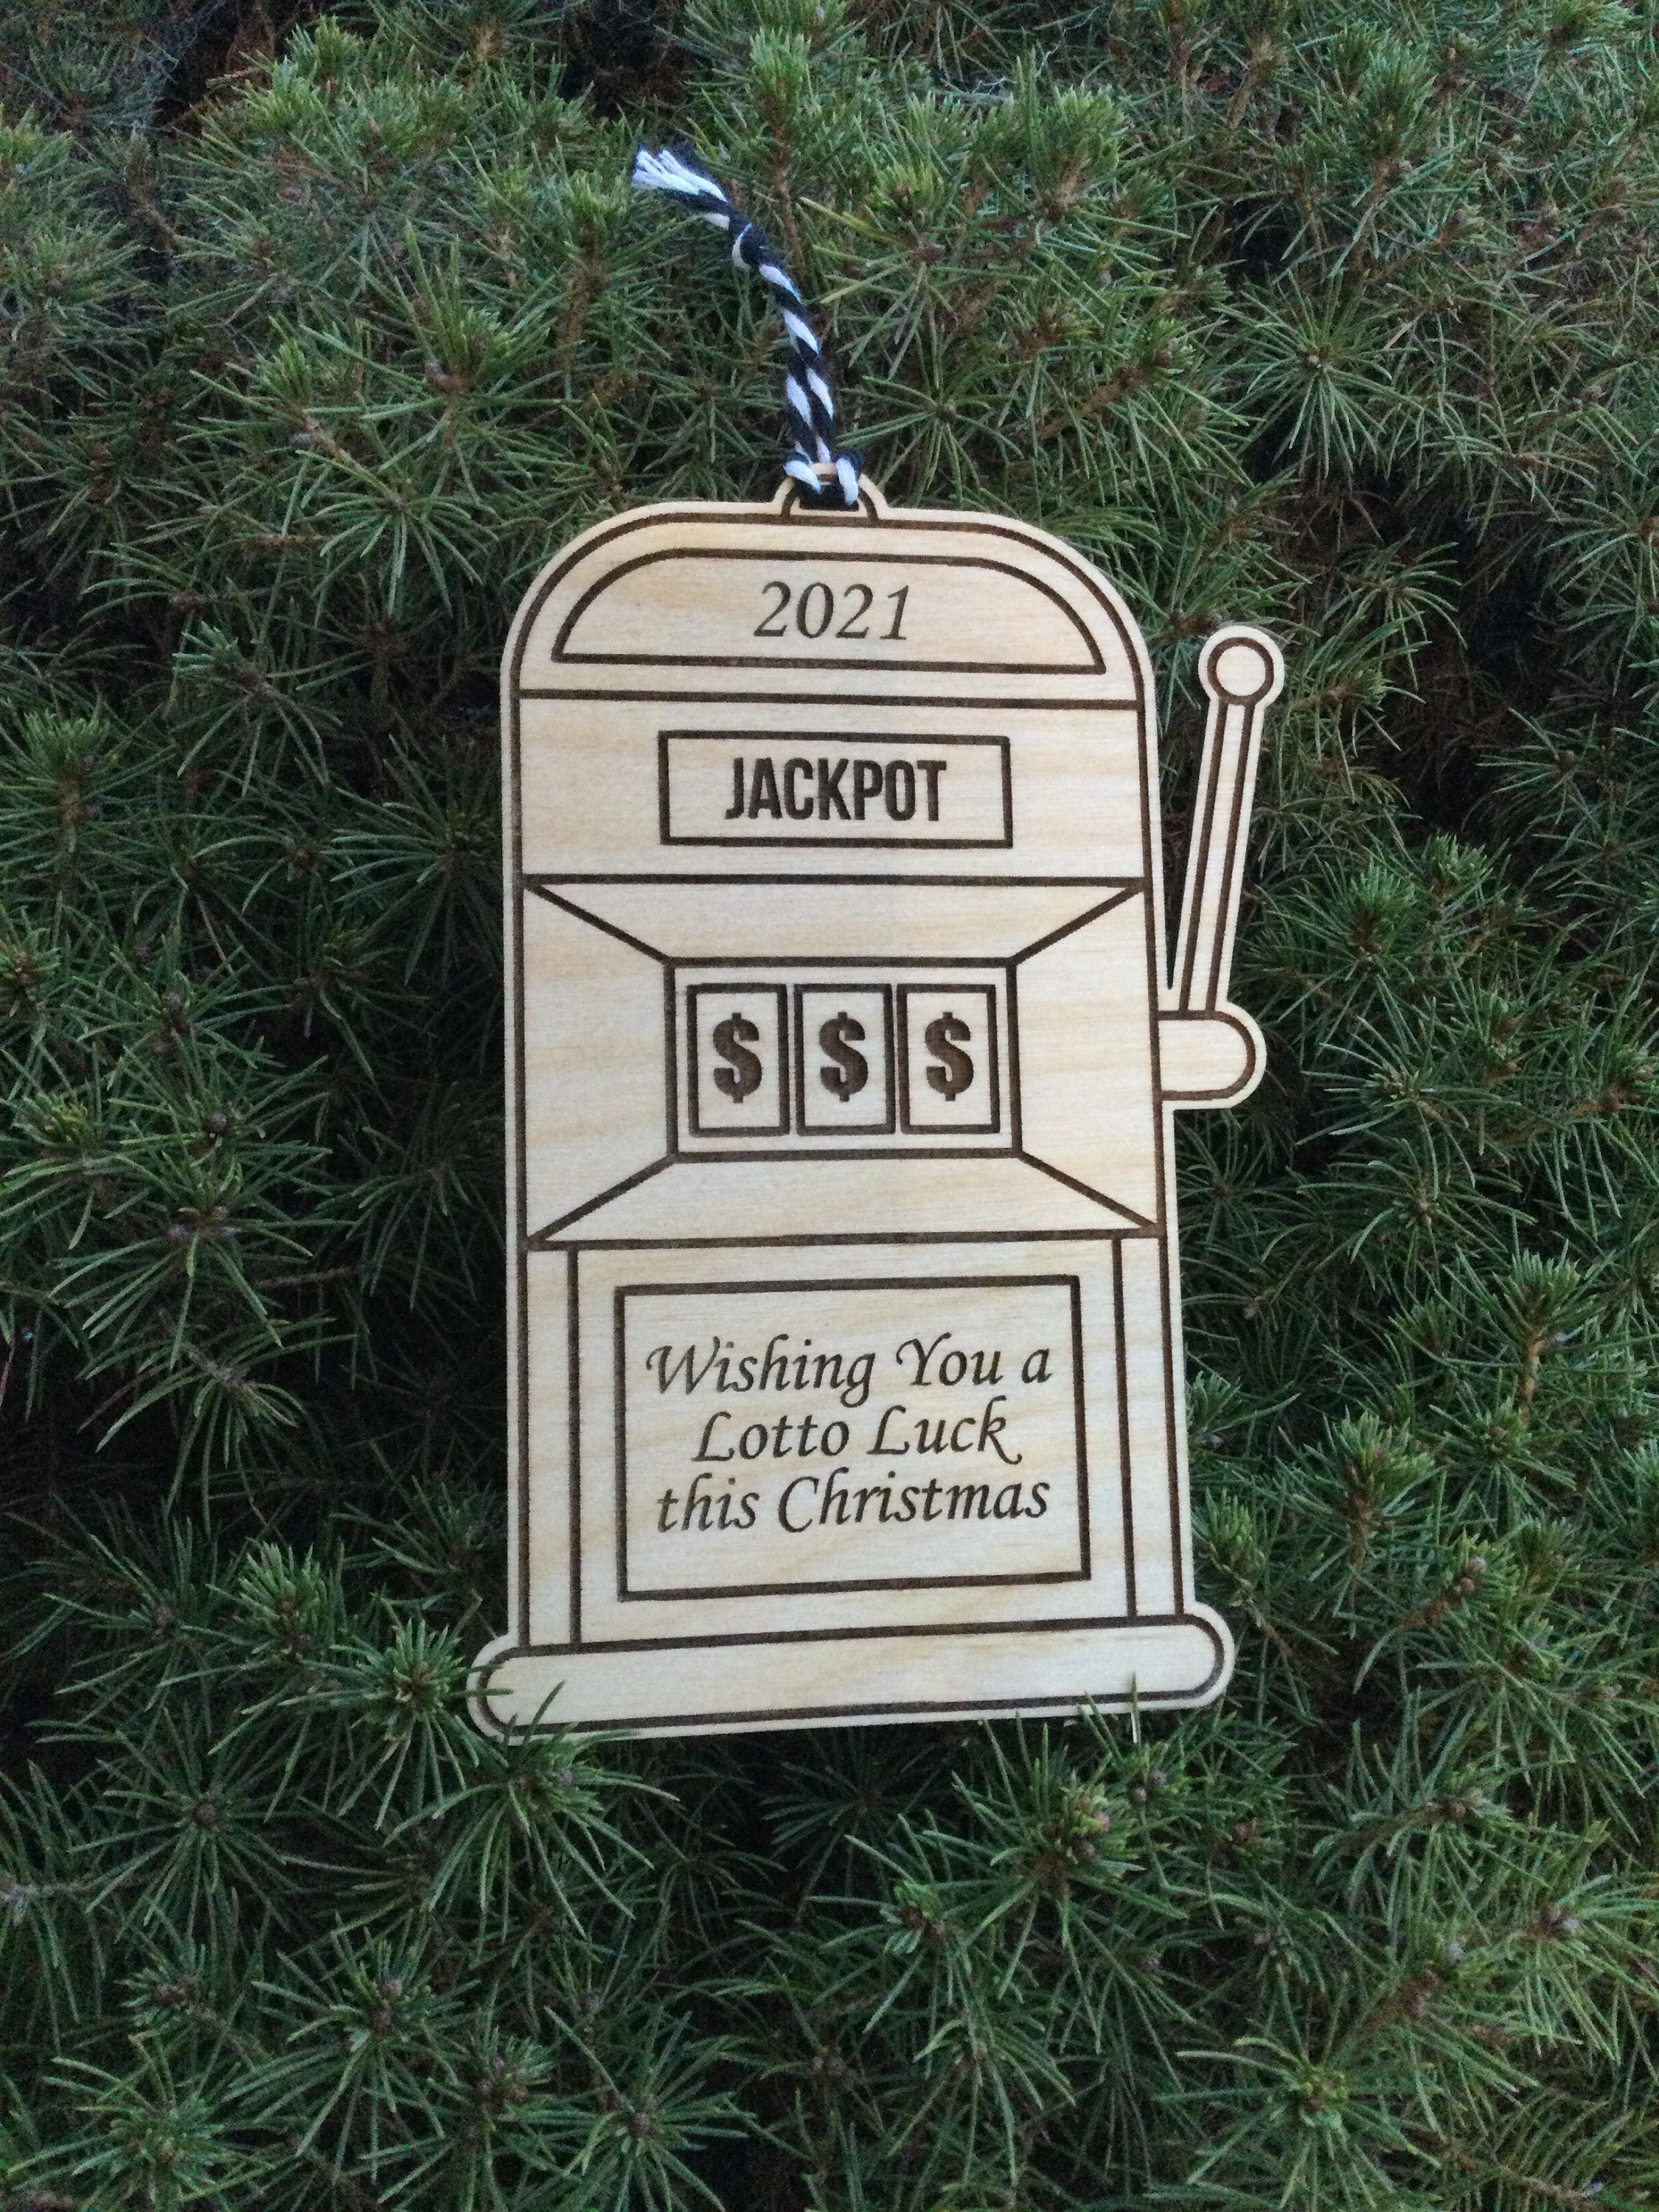 2021
JACKPOT
$ $ $
Wishing You a
Lotto Luck
this Christmas